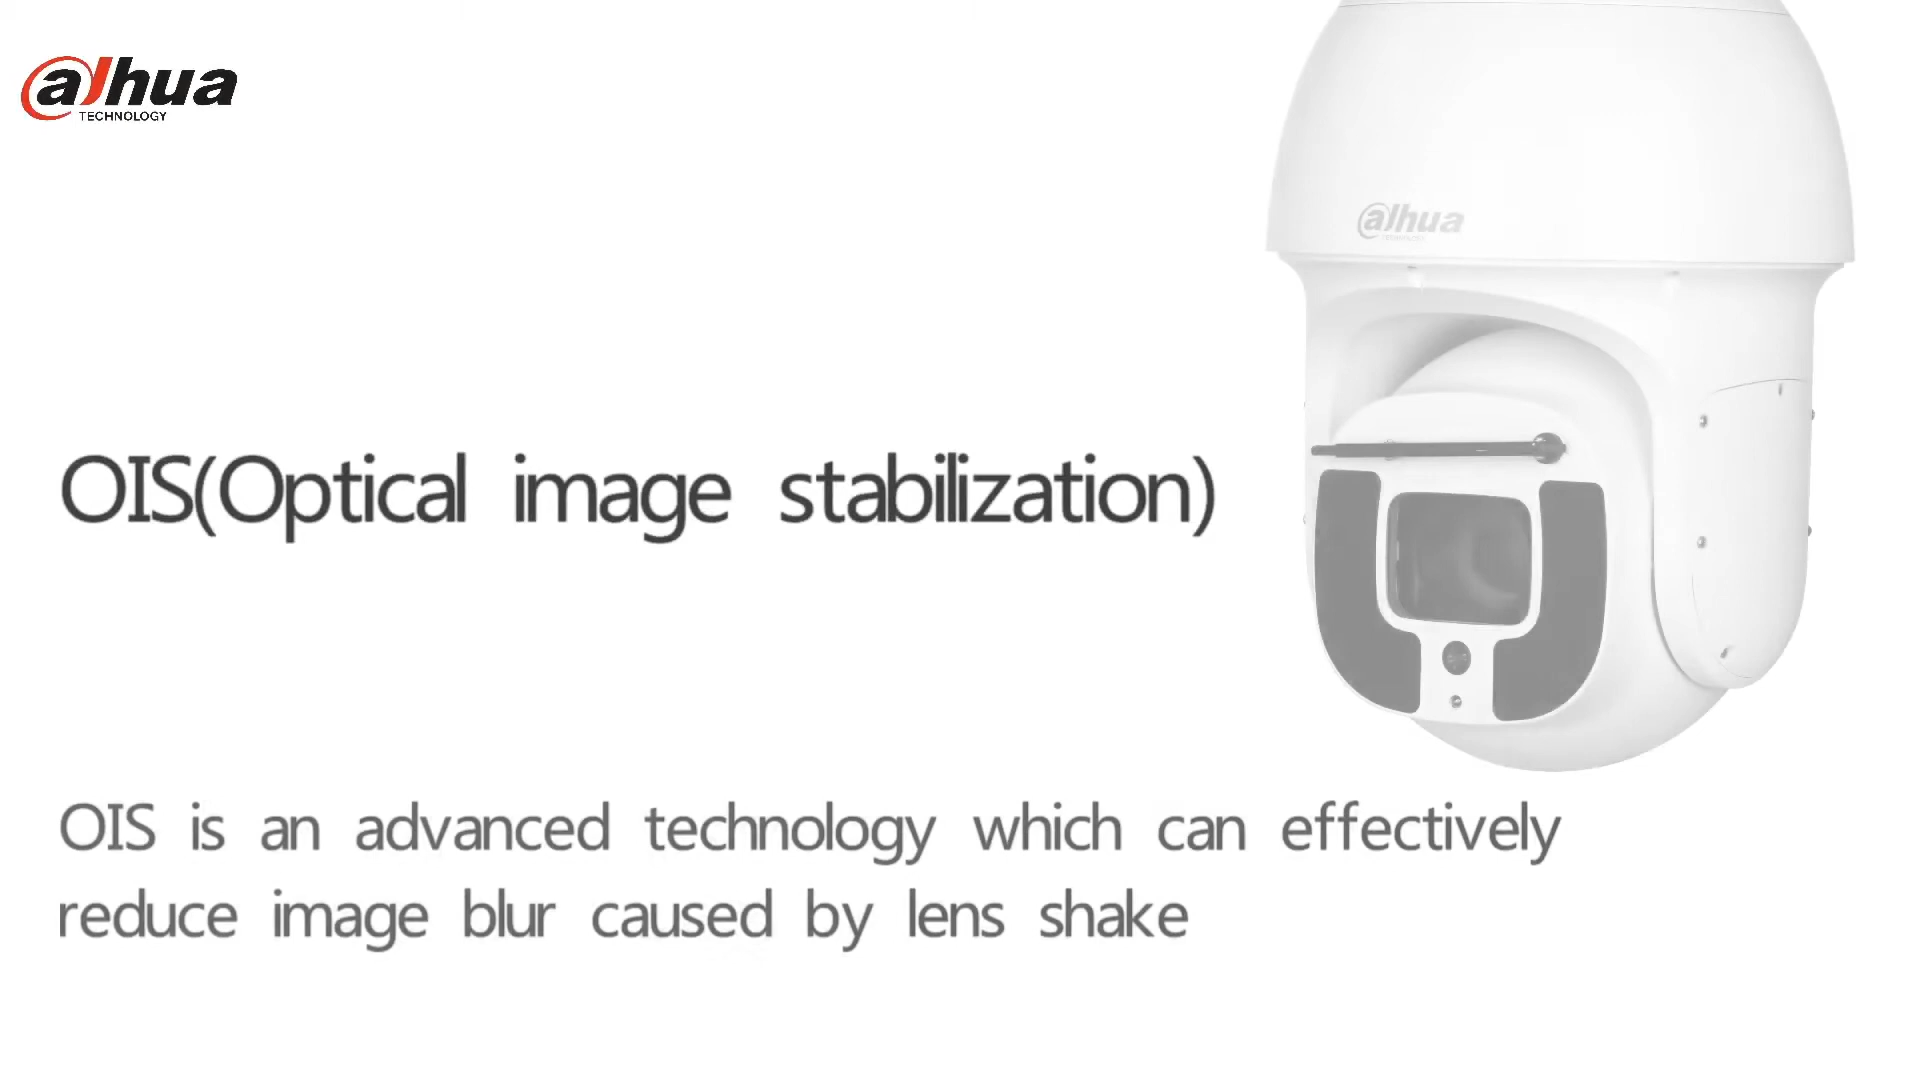 alhua
TECHNOLOGY
alhua
OIS(Optical image stabilization)
OIS is an advanced technology which can effectively
reduce image blur caused by lens shake